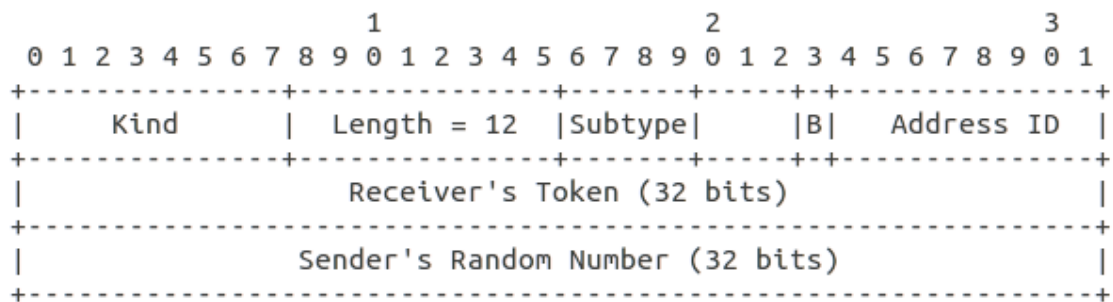 1                   2                   3
 0 1 2 3 4 5 6 7 8 9 0 1 2 3 4 5 6 7 8 9 0 1 2 3 4 5 6 7 8 9 0 1
+---------------+---------------+-------+-----+-+---------------+
|     Kind      |  Length = 12  |Subtype|     |B|   Address ID  |
+---------------+---------------+-------+-----+-+---------------+
|                   Receiver's Token (32 bits)                  |
+---------------------------------------------------------------+
|                Sender's Random Number (32 bits)               |
+---------------------------------------------------------------+